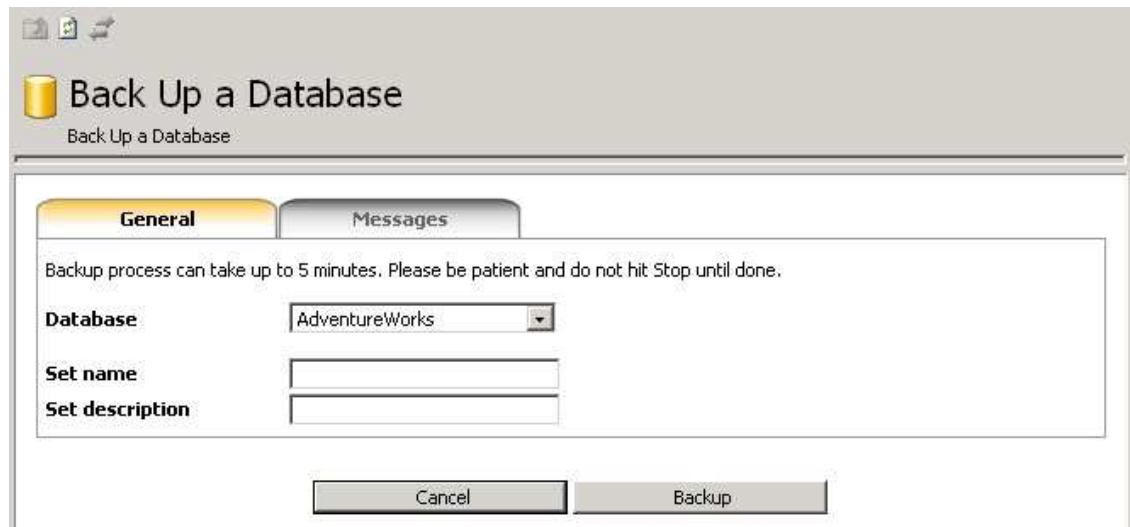 Back Up a Database
Back Up a Database
General Messages
Backup process can take up to 5 minutes. Please be patient and do not hit Stop until done.
Database AdventureWorks
Set name
Set description
Cancel Backup